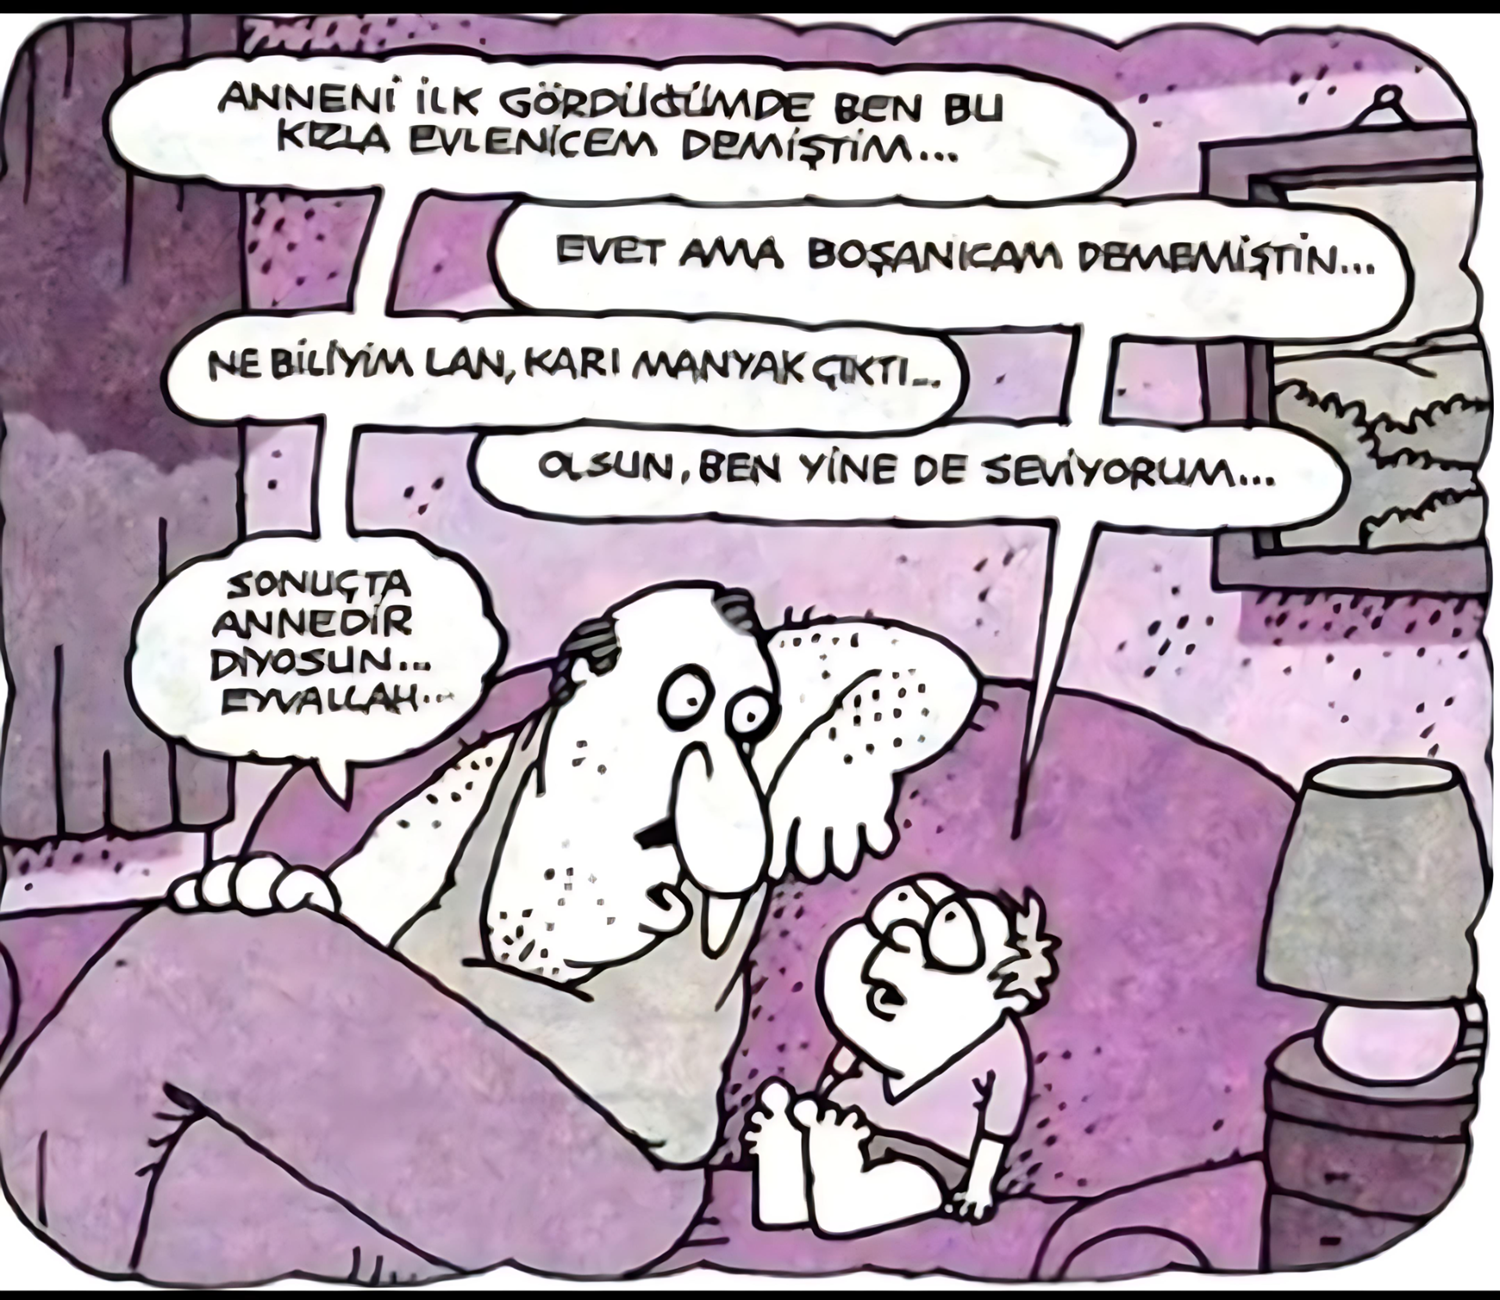 ANNENİ İLK GÖRDÜĞÜMDE BEN BU
KIZLA EVLENİCEM DEMİŞTİM...
EVET AMA BOŞANICAM DEMEMİŞTİN...
NE BİLİYİM LAN, KARI MANYAK ÇIKTI...
OLSUN, BEN YİNE DE SEVİYORUM...
SONUÇTA
ANNEDİR
DİYOSUN...
EYVALLAH...